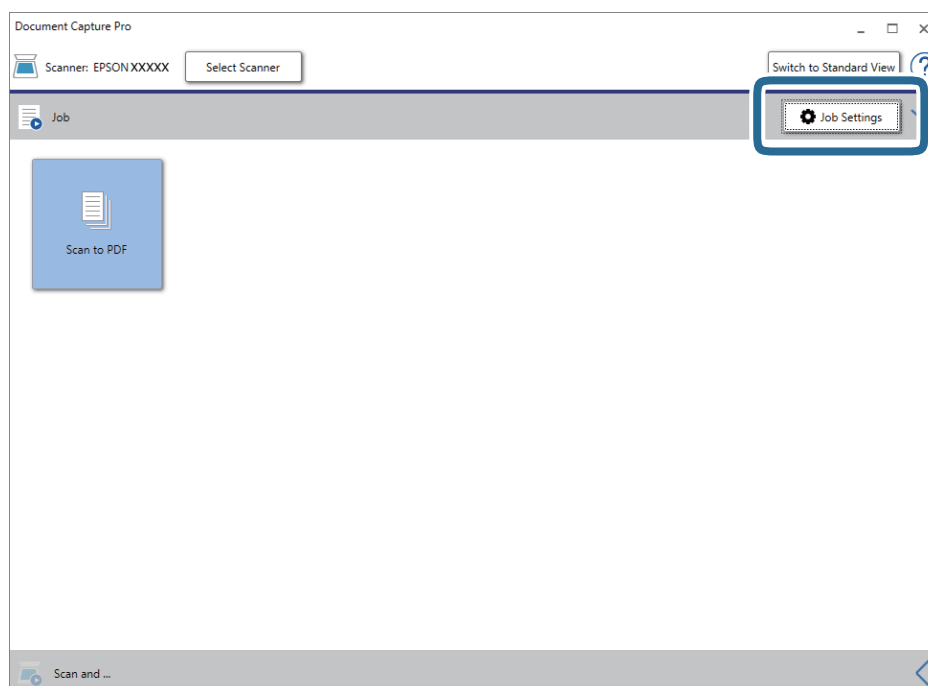 Document Capture Pro
Scanner: EPSON XXXXX Select Scanner Switch to Standard View ?
Job Job Settings
Scan to PDF
Scan and ...